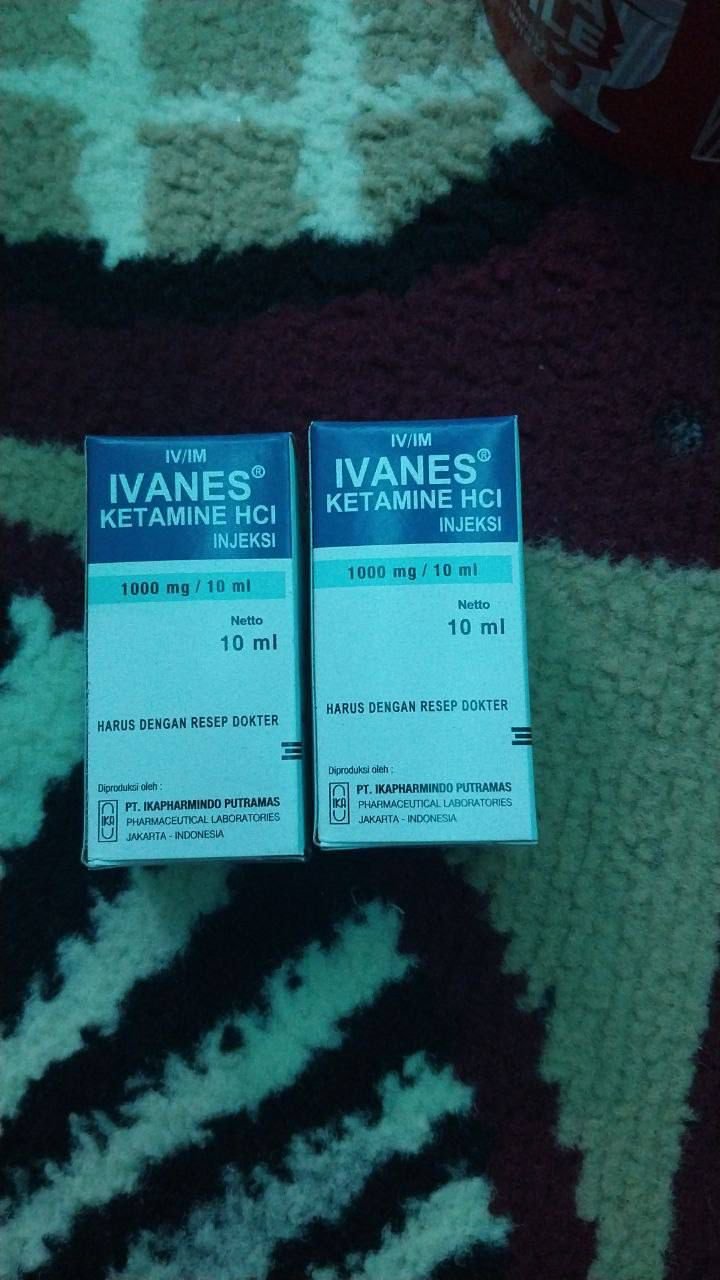 IV/IM
IVANES®
KETAMINE HCI
INJEKSI
1000 mg / 10 ml
Netto
10 ml
HARUS DENGAN RESEP DOKTER
Diproduksi oleh :
IKA
PT. IKAPHARMINDO PUTRAMAS
PHARMACEUTICAL LABORATORIES
JAKARTA - INDONESIA
IV/IM
IVANES®
KETAMINE HCI
INJEKSI
1000 mg / 10 ml
Netto
10 ml
HARUS DENGAN RESEP DOKTER
Diproduksi oleh :
IKA
PT. IKAPHARMINDO PUTRAMAS
PHARMACEUTICAL LABORATORIES
JAKARTA - INDONESIA